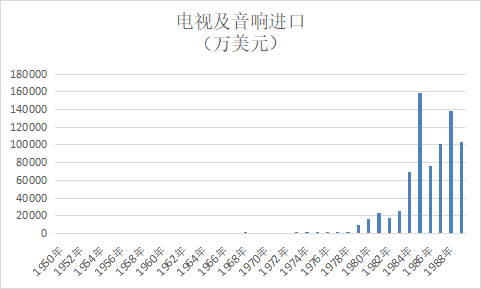 电视及音响进口
（万美元）
180000
160000
140000
120000
100000
80000
60000
40000
20000
0
1950年
1952年
1954年
1956年
1958年
1960年
1962年
1964年
1966年
1968年
1970年
1972年
1974年
1976年
1978年
1980年
1982年
1984年
1986年
1988年